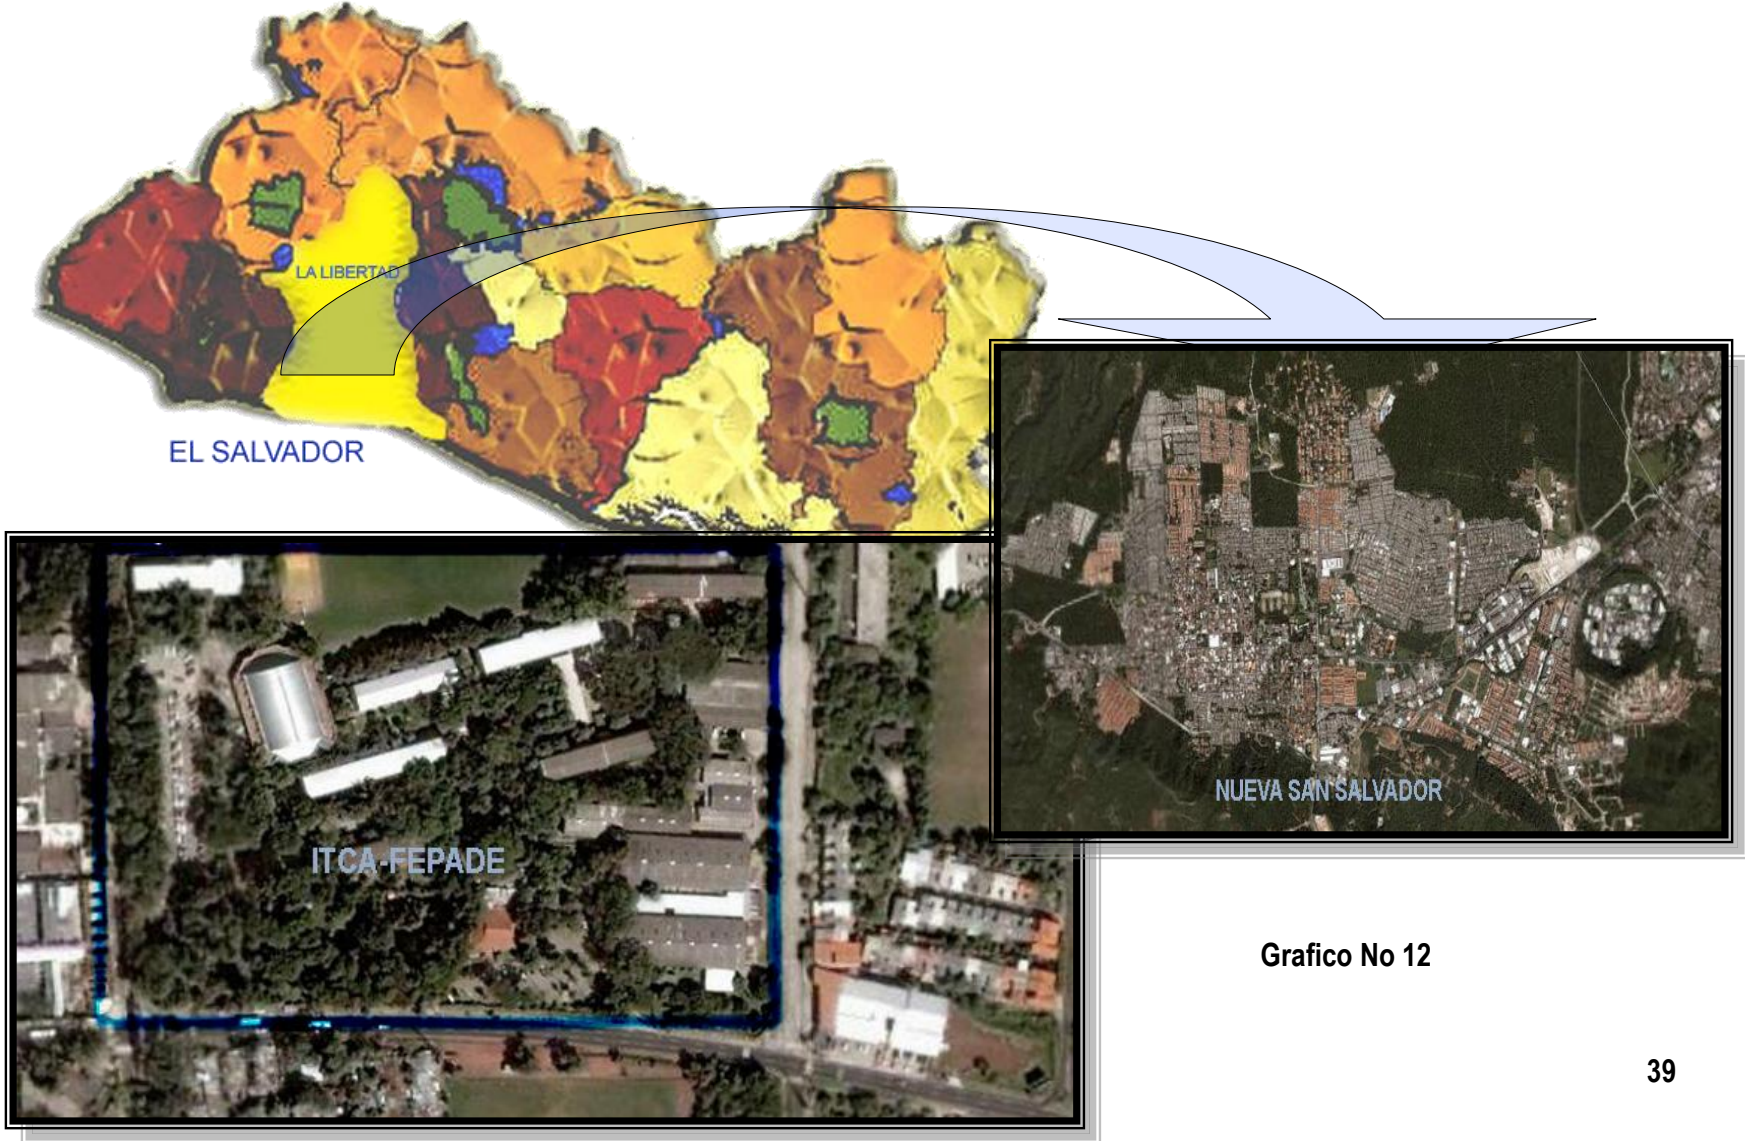 LA LIBERTAD
EL SALVADOR
NUEVA SAN SALVADOR
ITCA-FEPADE
Grafico No 12
39